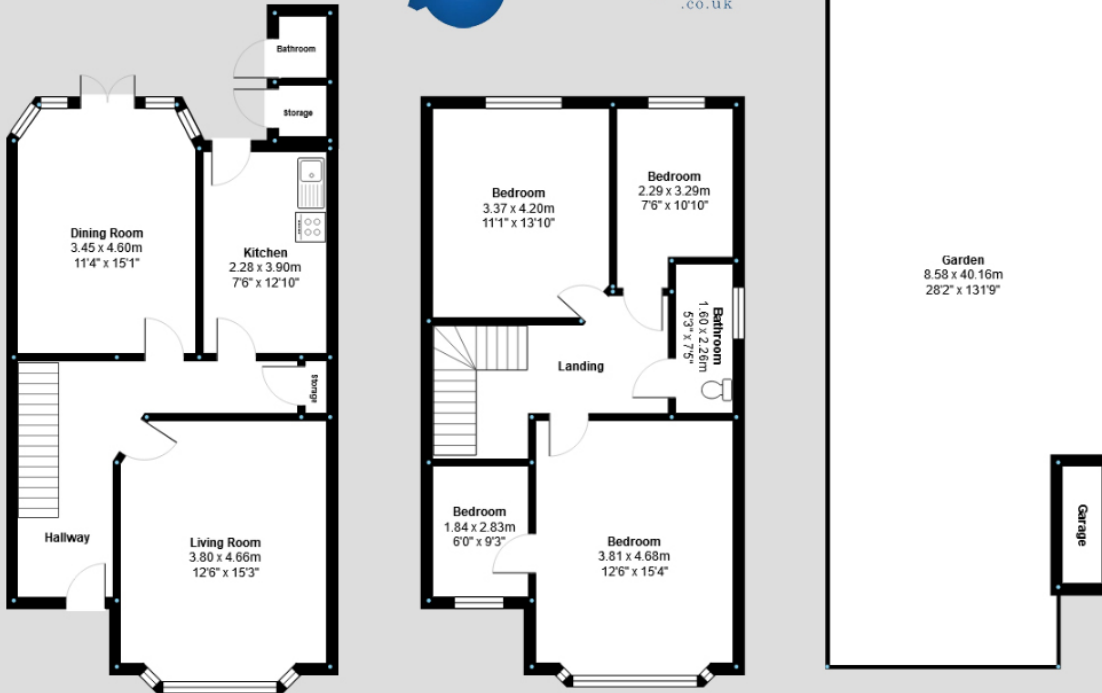 .co.uk
Bathroom
Storage
Dining Room
3.45 x 4.60m
11'4" x 15'1"
Kitchen
2.28 x 3.90m
7'6" x 12'10"
Storage
Hallway
Living Room
3.80 x 4.66m
12'6" x 15'3"
Bedroom
3.37 x 4.20m
11'1" x 13'10"
Bedroom
2.29 x 3.29m
7'6" x 10'10"
Bathroom
1.60 x 2.26m
5'3" x 7'5"
Landing
Bedroom
1.84 x 2.83m
6'0" x 9'3"
Bedroom
3.81 x 4.68m
12'6" x 15'4"
Garden
8.58 x 40.16m
28'2" x 131'9"
Garage